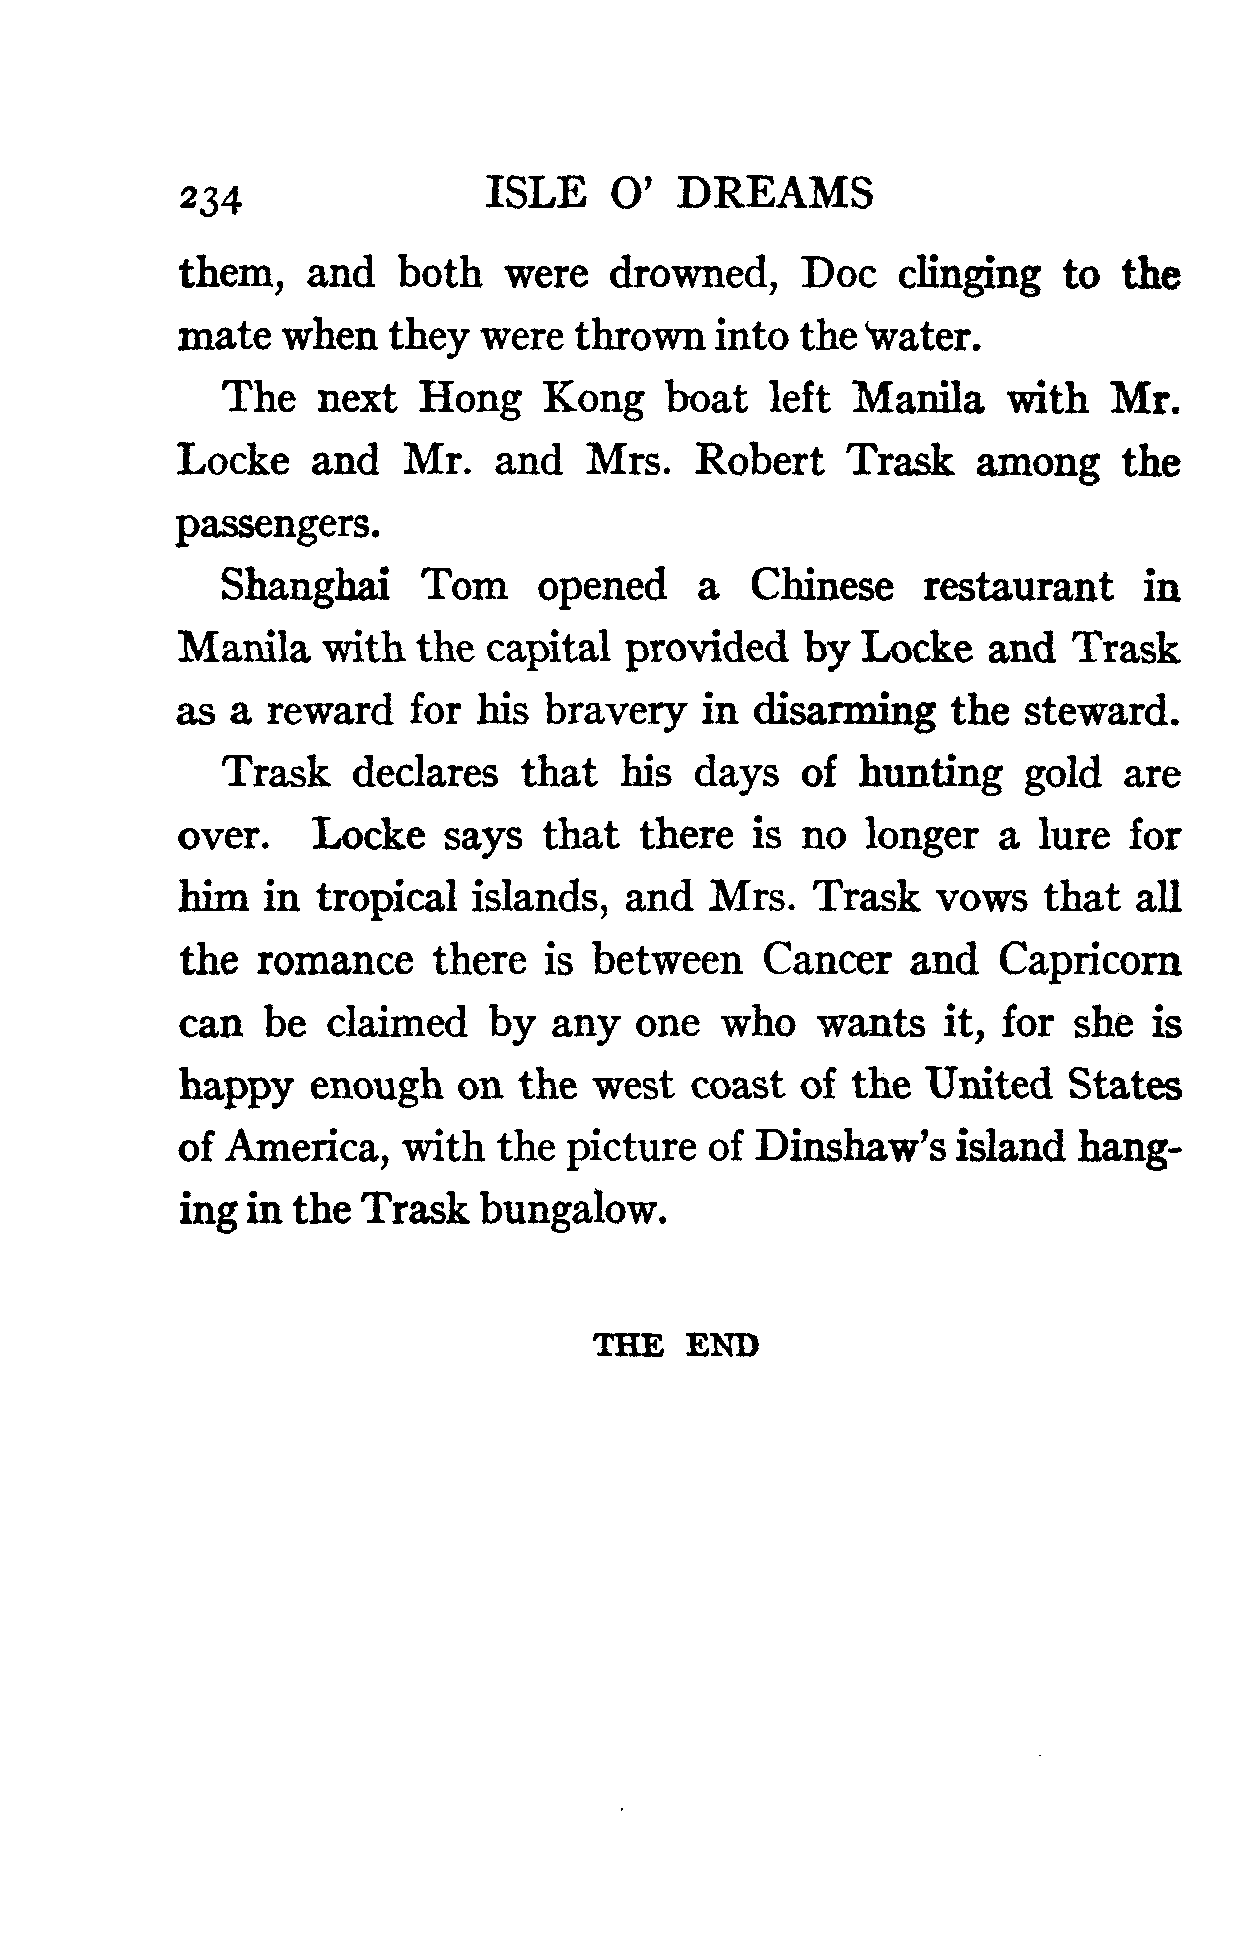 234 ISLE O' DREAMS
them, and both were drowned, Doc clinging to the
mate when they were thrown into the water.
The next Hong Kong boat left Manila with Mr.
Locke and Mr. and Mrs. Robert Trask among the
passengers.
Shanghai Tom opened a Chinese restaurant in
Manila with the capital provided by Locke and Trask
as a reward for his bravery in disarming the steward.
Trask declares that his days of hunting gold are
over. Locke says that there is no longer a lure for
him in tropical islands, and Mrs. Trask vows that all
the romance there is between Cancer and Capricorn
can be claimed by any one who wants it, for she is
happy enough on the west coast of the United States
of America, with the picture of Dinshaw's island hang-
ing in the Trask bungalow.
THE END